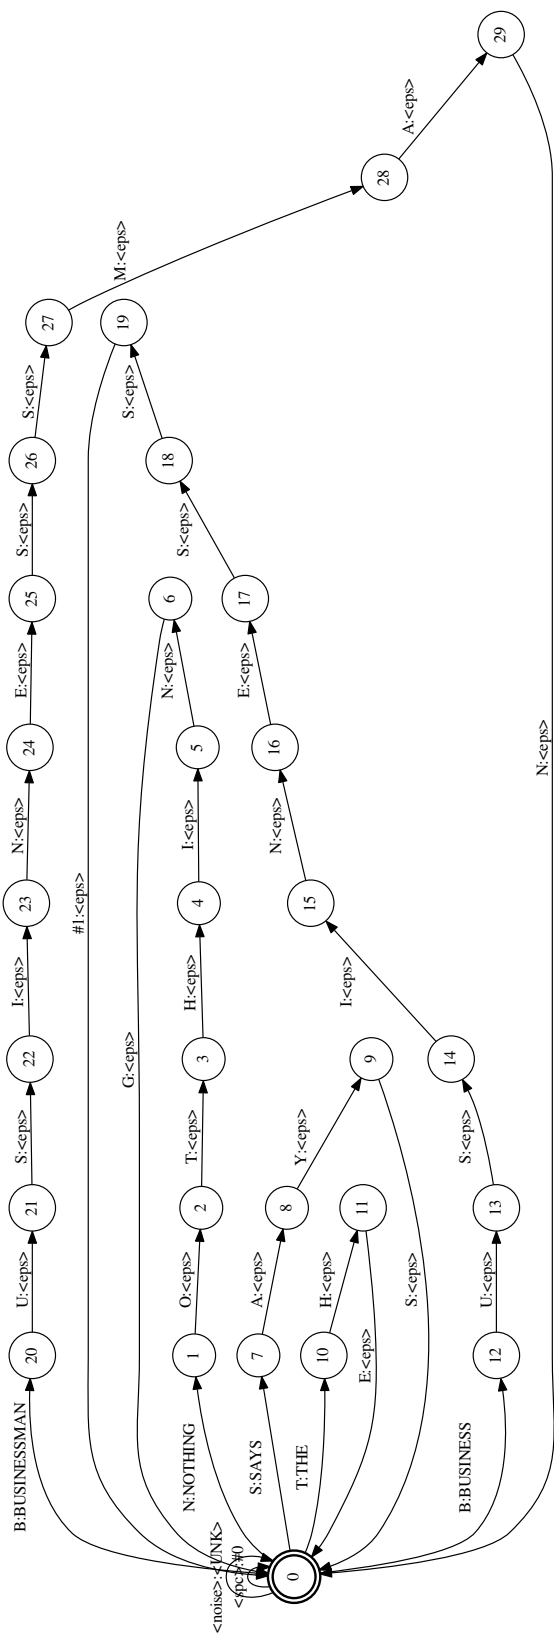 B:BUSINESSMAN
20
U:<eps>
21
S:<eps>
22
I:<eps>
23
N:<eps>
24
E:<eps>
25
S:<eps>
26
S:<eps>
27
M:<eps>
28
A:<eps>
29
#1:<eps>
G:<eps>
N:NOTHING
1
O:<eps>
2
T:<eps>
3
H:<eps>
4
I:<eps>
5
N:<eps>
6
<noise>:<UNK>
<spc>:#0
0
S:SAYS
7
A:<eps>
8
Y:<eps>
9
S:<eps>
T:THE
10
H:<eps>
11
E:<eps>
B:BUSINESS
12
U:<eps>
13
S:<eps>
14
I:<eps>
15
N:<eps>
16
E:<eps>
17
S:<eps>
18
S:<eps>
19
N:<eps>